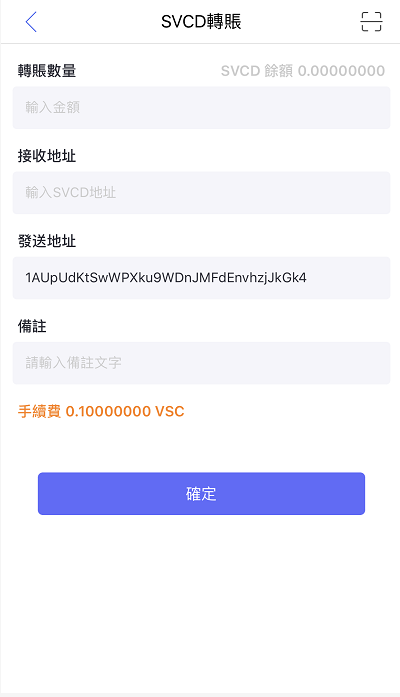 SVCD轉賬
轉賬數量 SVCD 餘額 0.00000000
輸入金額
接收地址
輸入SVCD地址
發送地址
1AUpUdKtSwWPXku9WDnJMFdEnvhzjJkGk4
備註
請輸入備註文字
手續費 0.10000000 VSC
確定